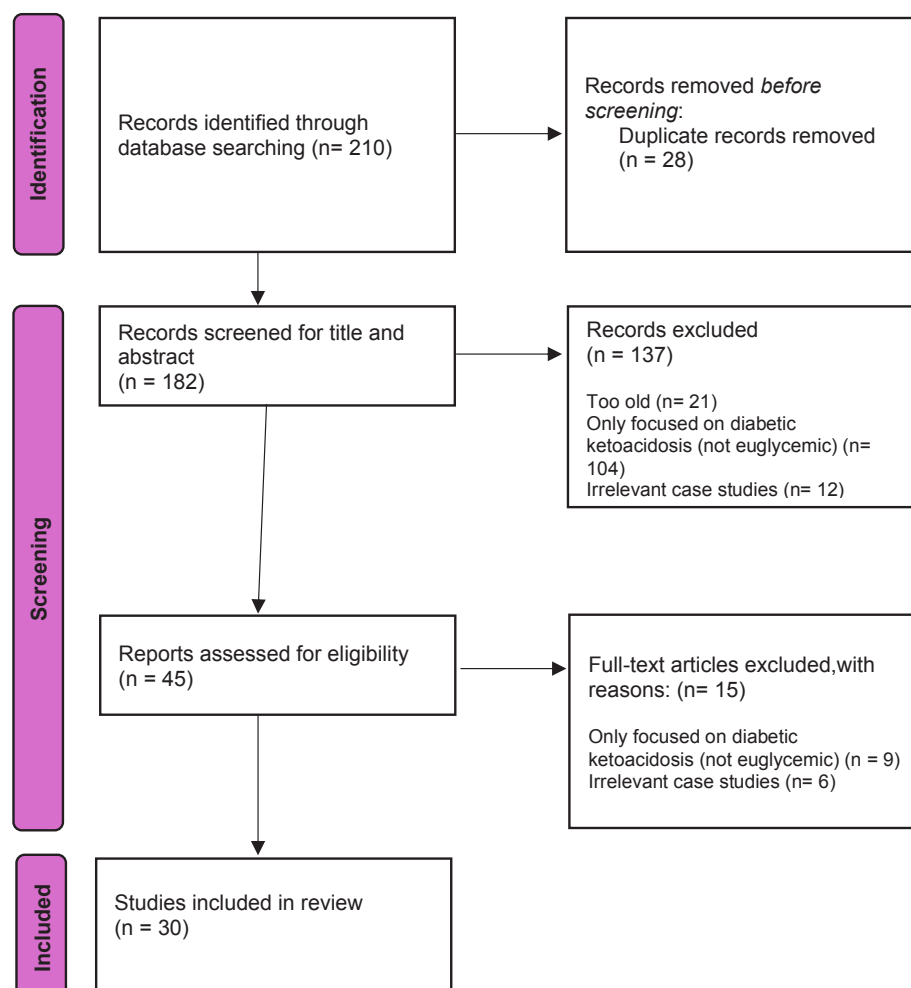 Identification
Records identified through
database searching (n= 210)
Records removed before
screening:
Duplicate records removed
(n = 28)
Screening
Records screened for title and
abstract
(n = 182)
Records excluded
(n = 137)
Too old (n= 21)
Only focused on diabetic
ketoacidosis (not euglycemic) (n=
104)
Irrelevant case studies (n= 12)
Reports assessed for eligibility
(n = 45)
Full-text articles excluded,with
reasons: (n= 15)
Only focused on diabetic
ketoacidosis (not euglycemic) (n = 9)
Irrelevant case studies (n= 6)
Included
Studies included in review
(n = 30)